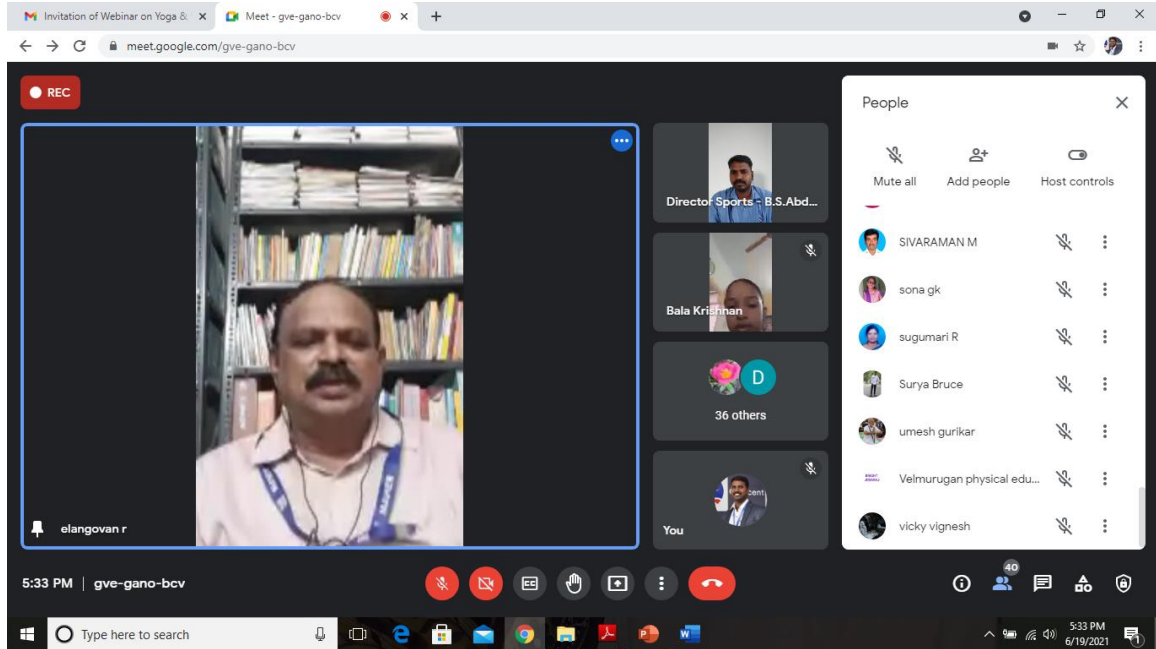 Invitation of Webinar on Yoga &
Meet - gve-gano-bcv
meet.google.com/gve-gano-bcv
REC
elangovan r
Director Sports - B.S.Abd...
Bala Krishnan
D
36 others
You
People
Mute all
Add people
Host controls
SIVARAMAN M
sona gk
sugumari R
Surya Bruce
umesh gurikar
Velmurugan physical edu...
vicky vignesh
5:33 PM | gve-gano-bcv
40
Type here to search
5:33 PM
6/19/2021